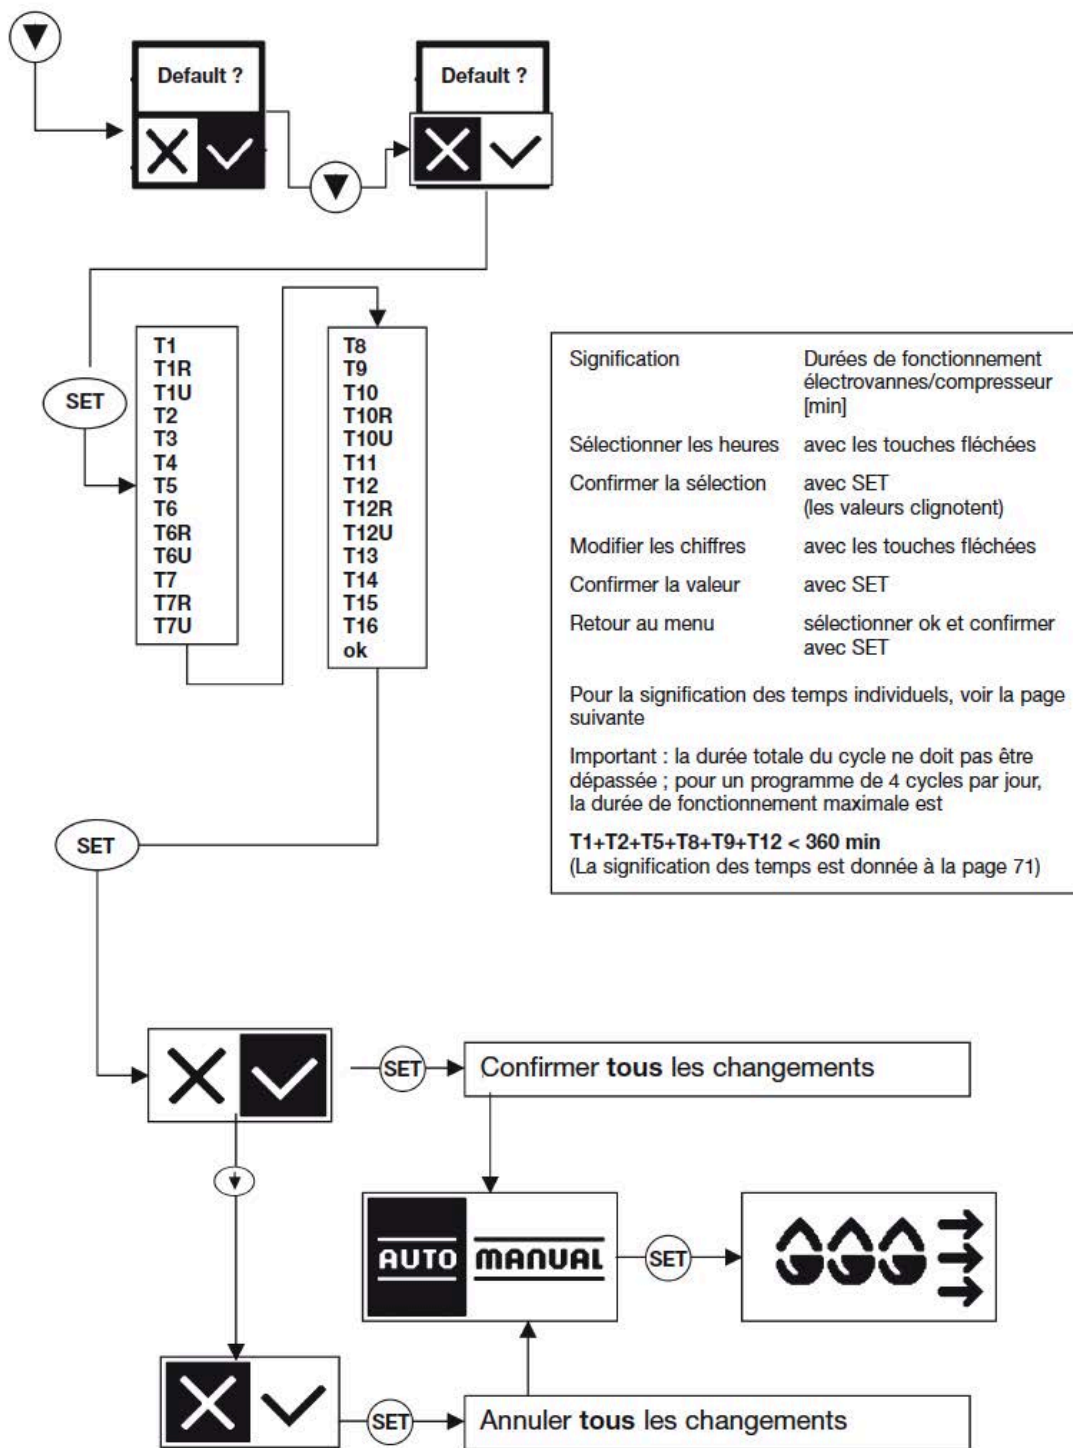 Default ?
Default ?
SET
T1
T1R
T1U
T2
T3
T4
T5
T6
T6R
T6U
T7
T7R
T7U
T8
T9
T10
T10R
T10U
T11
T12
T12R
T12U
T13
T14
T15
T16
ok
Signification Durées de fonctionnement
électrovannes/compresseur
[min]
Sélectionner les heures avec les touches fléchées
Confirmer la sélection avec SET
(les valeurs clignotent)
Modifier les chiffres avec les touches fléchées
Confirmer la valeur avec SET
Retour au menu sélectionner ok et confirmer
avec SET
Pour la signification des temps individuels, voir la page
suivante
Important : la durée totale du cycle ne doit pas être
dépassée ; pour un programme de 4 cycles par jour,
la durée de fonctionnement maximale est
T1+T2+T5+T8+T9+T12 < 360 min
(La signification des temps est donnée à la page 71)
SET
SET
Confirmer tous les changements
AUTO MANUAL
SET
SET
Annuler tous les changements